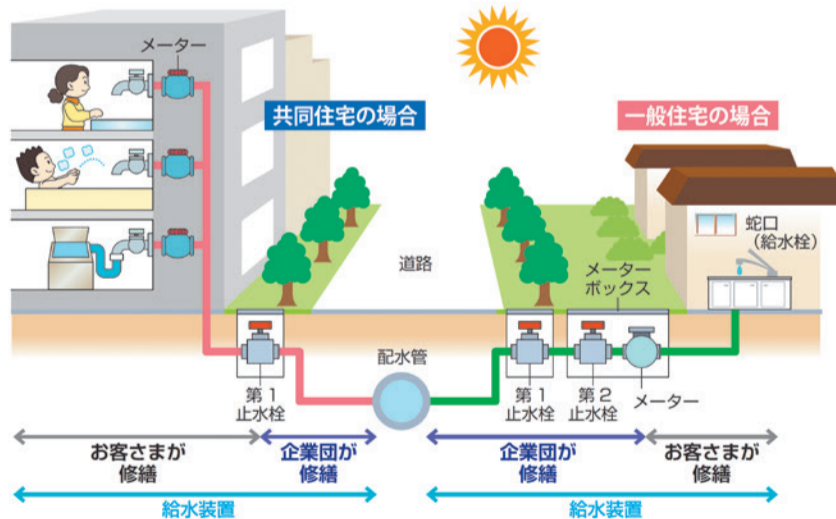 メーター
共同住宅の場合
一般住宅の場合
蛇口
（給水栓）
道路
メーター
ボックス
配水管
第1
止水栓
第1
止水栓
第2
止水栓
メーター
お客さまが
修繕
企業団が
修繕
企業団が
修繕
お客さまが
修繕
給水装置
給水装置